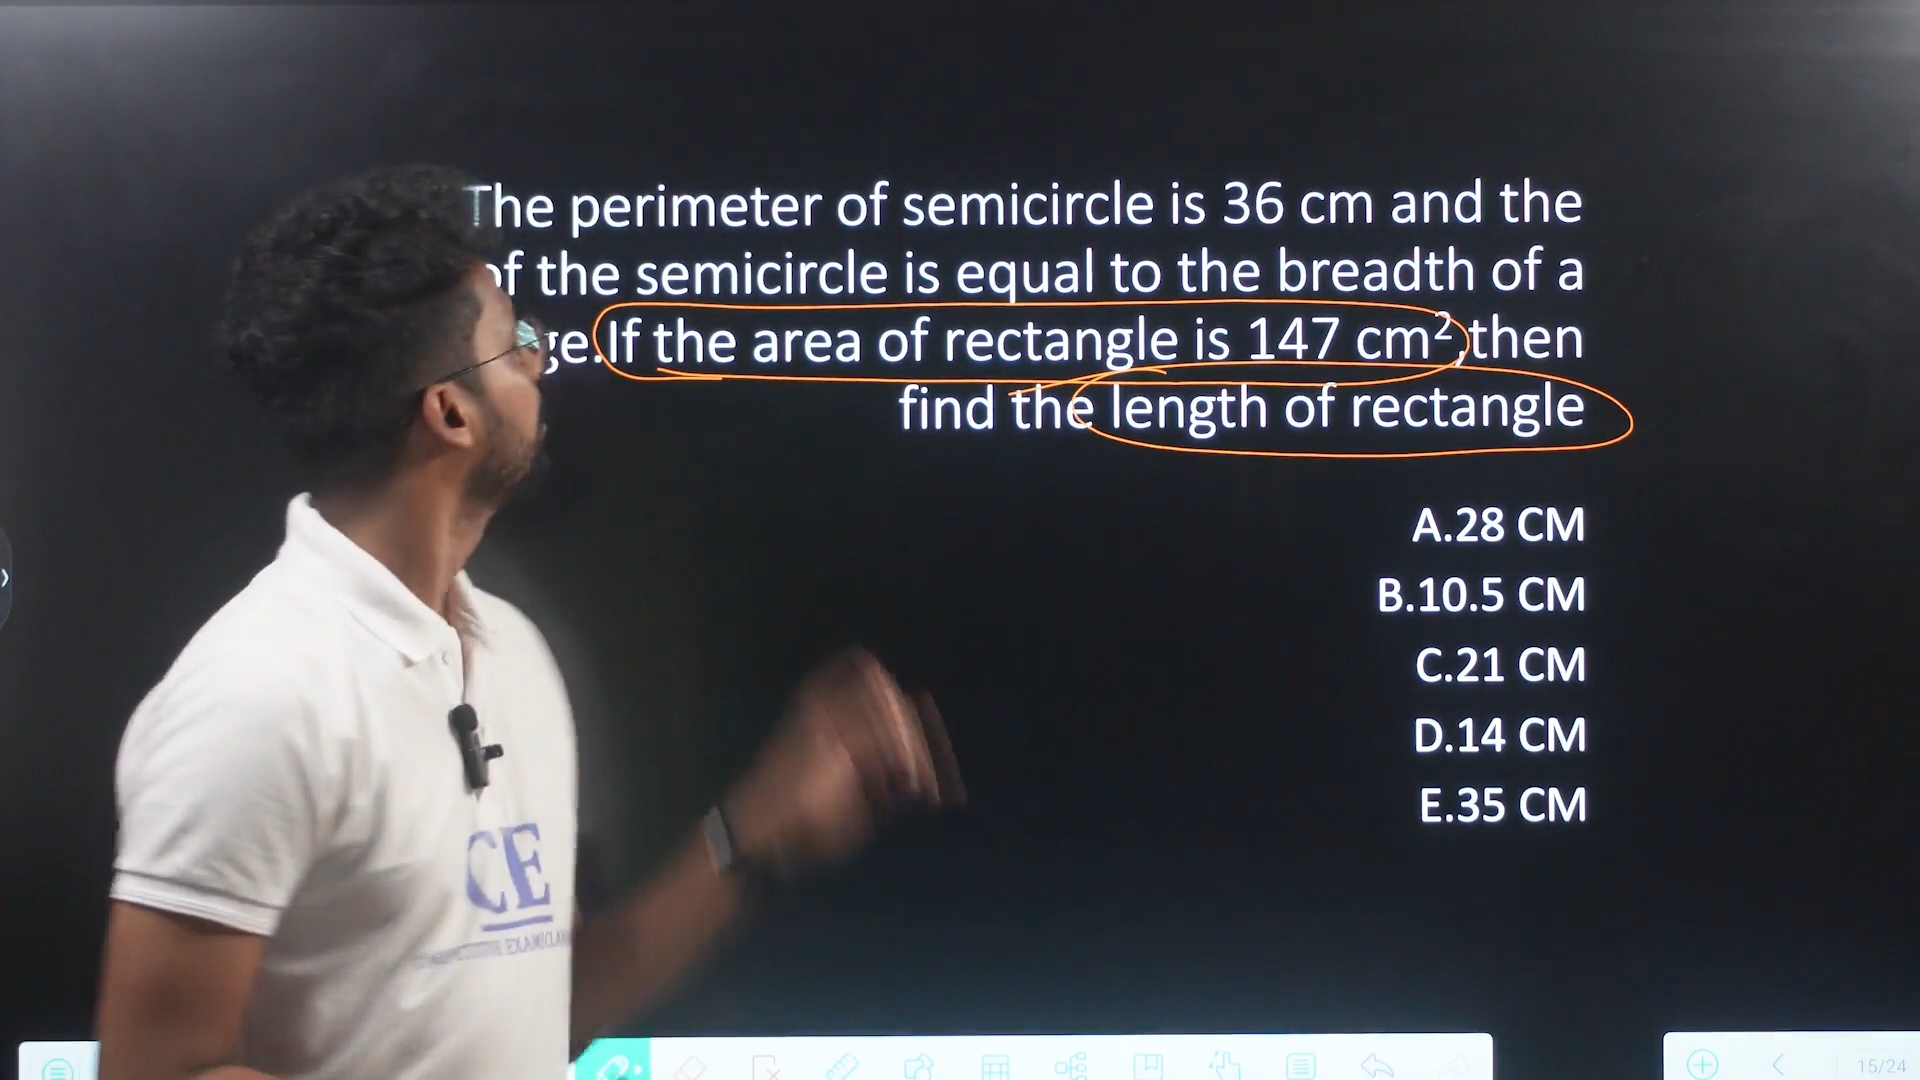 The perimeter of semicircle is 36 cm and the
of the semicircle is equal to the breadth of a
ge.If the area of rectangle is 147 cm²,then
find the length of rectangle
A.28 CM
B.10.5 CM
C.21 CM
D.14 CM
E.35 CM
CE
15/24